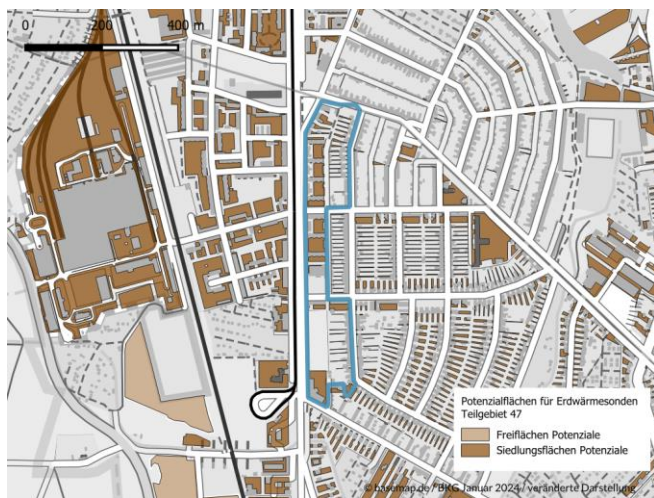 0 200 400 m
Potenzialflächen für Erdwärmesonden
Teilgebiet 47
Freiflächen Potenziale
Siedlungsflächen Potenziale
© basemap.de / BKG Januar 2024 / veränderte Darstellung